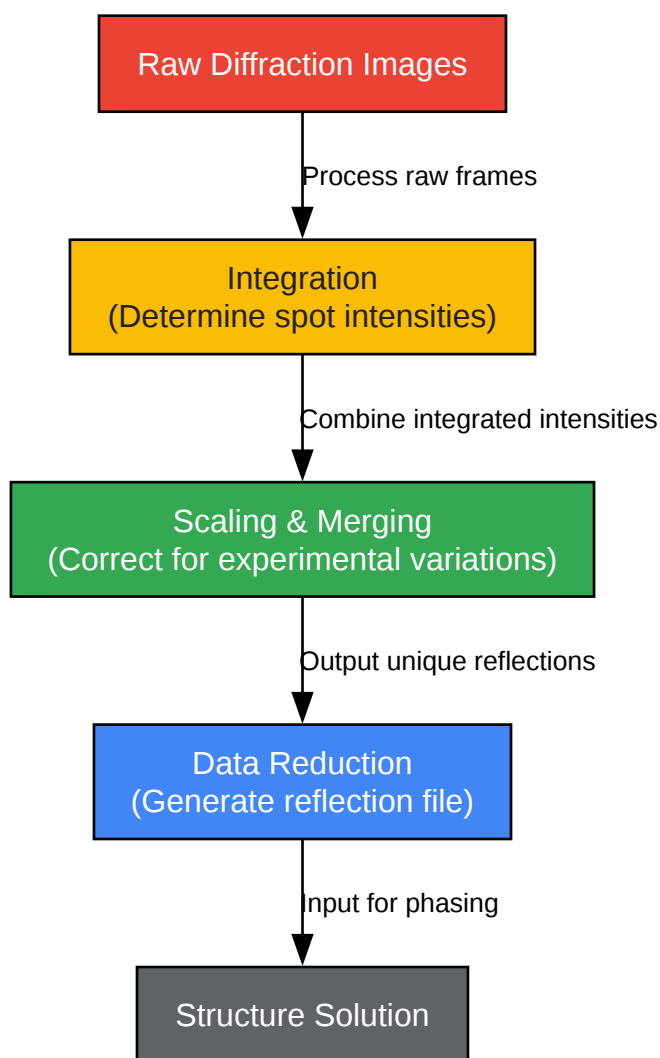 Raw Diffraction Images
Process raw frames
Integration
(Determine spot intensities)
Combine integrated intensities
Scaling & Merging
(Correct for experimental variations)
Output unique reflections
Data Reduction
(Generate reflection file)
Input for phasing
Structure Solution